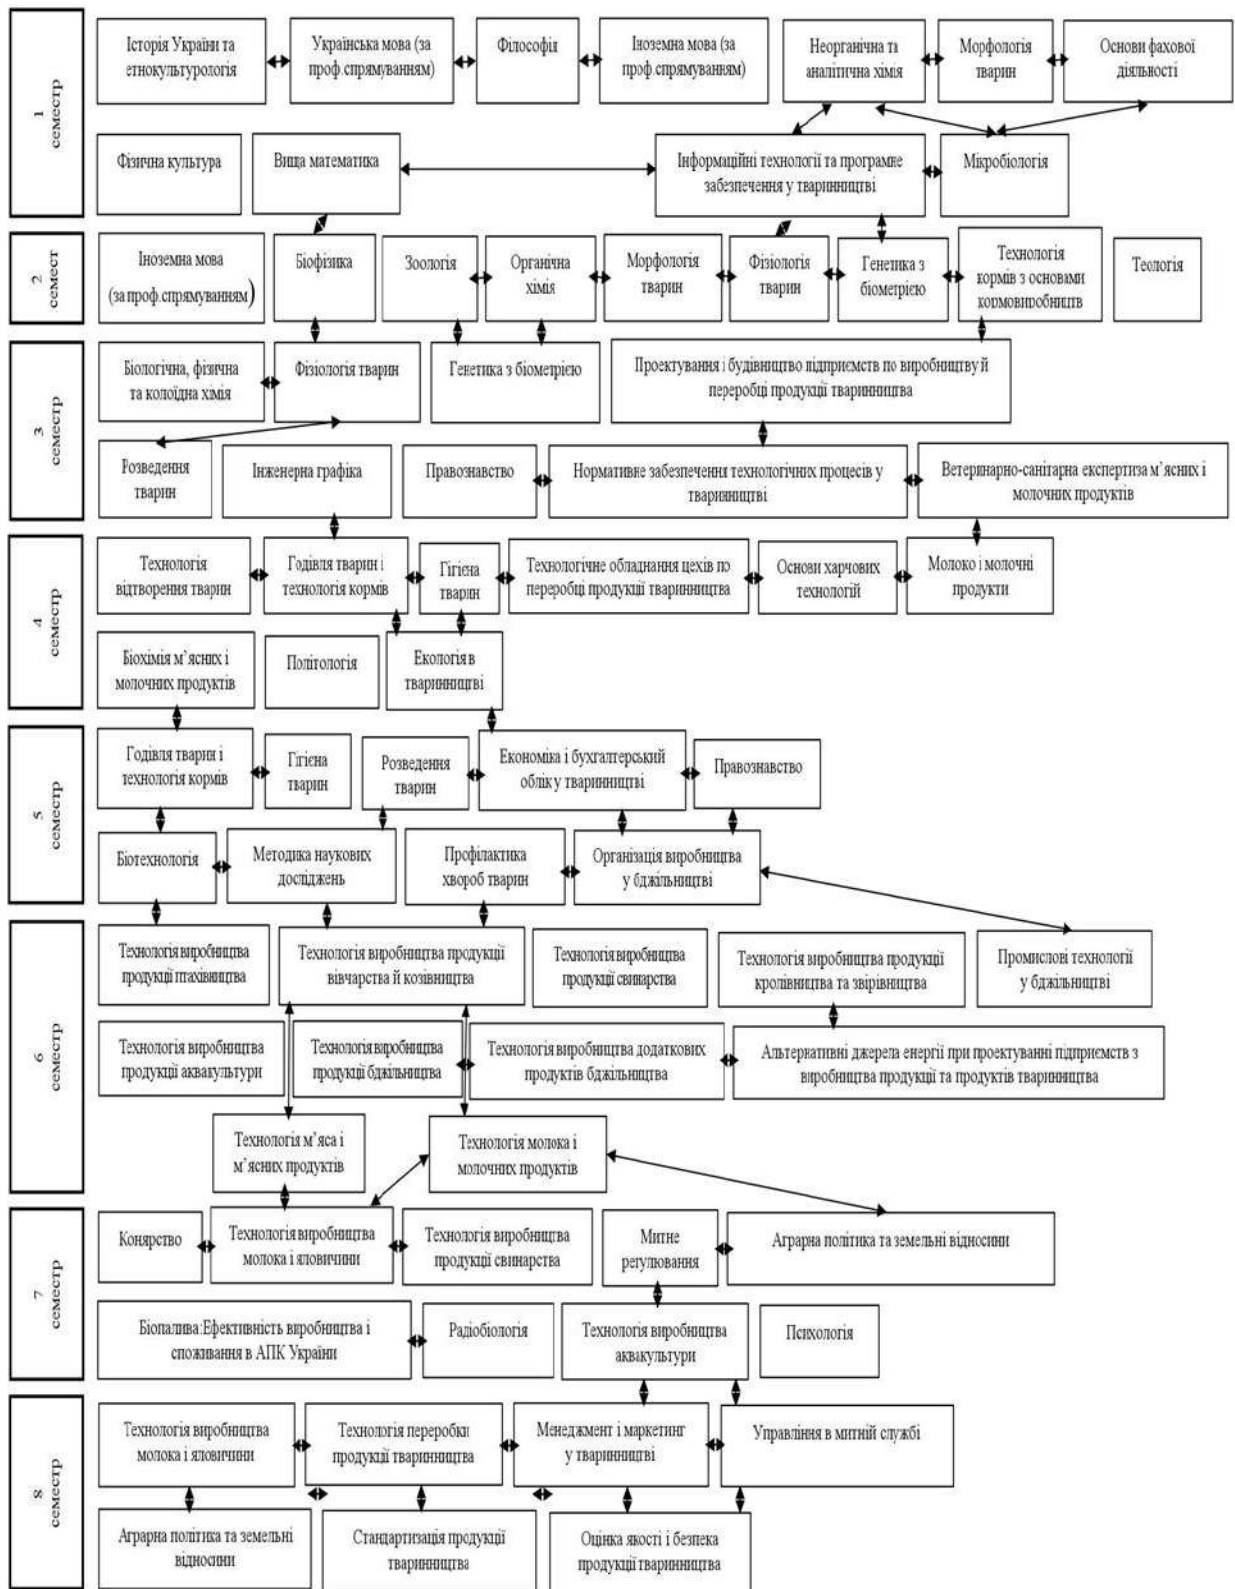 1
семестр
Історія України та
етнокультурологія
Українська мова (за
проф.спрямуванням)
Філософія
Іноземна мова (за
проф.спрямуванням)
Неорганічна та
аналітична хімія
Морфологія
тварин
Основи фахової
діяльності
Фізична культура
Вища математика
Інформаційні технології та програмне
забезпечення у тваринництві
Мікробіологія
2
семест
Іноземна мова
(за проф.спрямуванням)
Біофізика
Зоологія
Органічна
хімія
Морфологія
тварин
Фізіологія
тварин
Генетика з
біометрією
Технологія
кормів з основами
кормовиробництв
Теологія
3
семестр
Біологічна, фізична
та колоїдна хімія
Фізіологія тварин
Генетика з біометрією
Проектування і будівництво підприємств по виробництву й
переробці продукції тваринництва
Розведення
тварин
Інженерна графіка
Правознавство
Нормативне забезпечення технологічних процесів у
тваринництві
Ветеринарно-санітарна експертиза м’ясних і
молочних продуктів
4
семестр
Технологія
відтворення тварин
Годівля тварин і
технологія кормів
Гігієна
тварин
Технологічне обладнання цехів по
переробці продукції тваринництва
Основи харчових
технологій
Молоко і молочні
продукти
Біохімія м’ясних і
молочних продуктів
Політологія
Екологія в
тваринництві
5
семестр
Годівля тварин і
технологія кормів
Гігієна
тварин
Розведення
тварин
Економіка і бухгалтерський
облік у тваринництві
Правознавство
Біотехнологія
Методика наукових
досліджень
Профілактика
хвороб тварин
Організація виробництва
у бджільництві
6
семестр
Технологія виробництва
продукції птахівництва
Технологія виробництва продукції
вівчарства й козівництва
Технологія виробництва
продукції свинарства
Технологія виробництва продукції
кролівництва та звірівництва
Промислові технології
у бджільництві
Технологія виробництва
продукції аквакультури
Технологія виробництва
продукції бджільництва
Технологія виробництва додаткових
продуктів бджільництва
Альтернативні джерела енергії при проектуванні підприємств з
виробництва продукції та продуктів тваринництва
Технологія м’яса і
м’ясних продуктів
Технологія молока і
молочних продуктів
7
семестр
Конярство
Технологія виробництва
молока і яловичини
Технологія виробництва
продукції свинарства
Митне
регулювання
Аграрна політика та земельні відносини
Біопалива:Ефективність виробництва і
споживання в АПК України
Радіобіологія
Технологія виробництва
аквакультури
Психологія
8
семестр
Технологія виробництва
молока і яловичини
Технологія переробки
продукції тваринництва
Менеджмент і маркетинг
у тваринництві
Управління в митній службі
Аграрна політика та земельні
відносини
Стандартизація продукції
тваринництва
Оцінка якості і безпека
продукції тваринництва